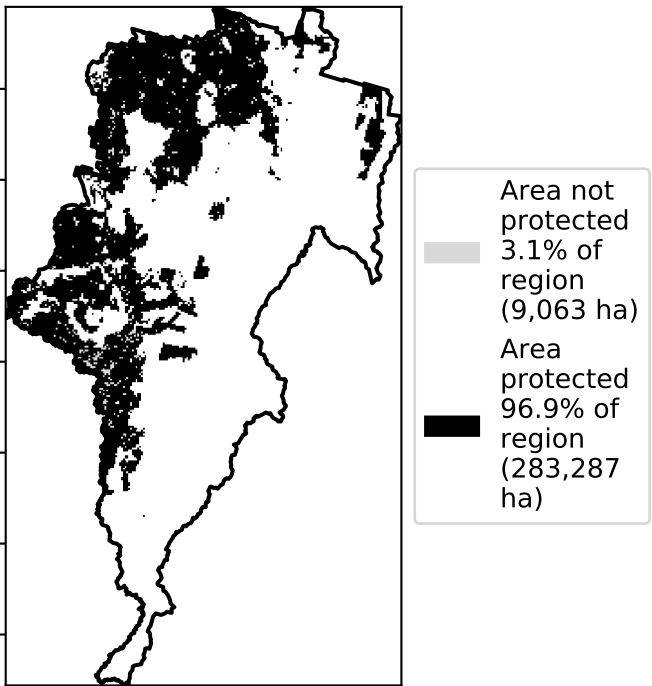 Area not
protected
3.1% of
region
(9,063 ha)
Area
protected
96.9% of
region
(283,287
ha)